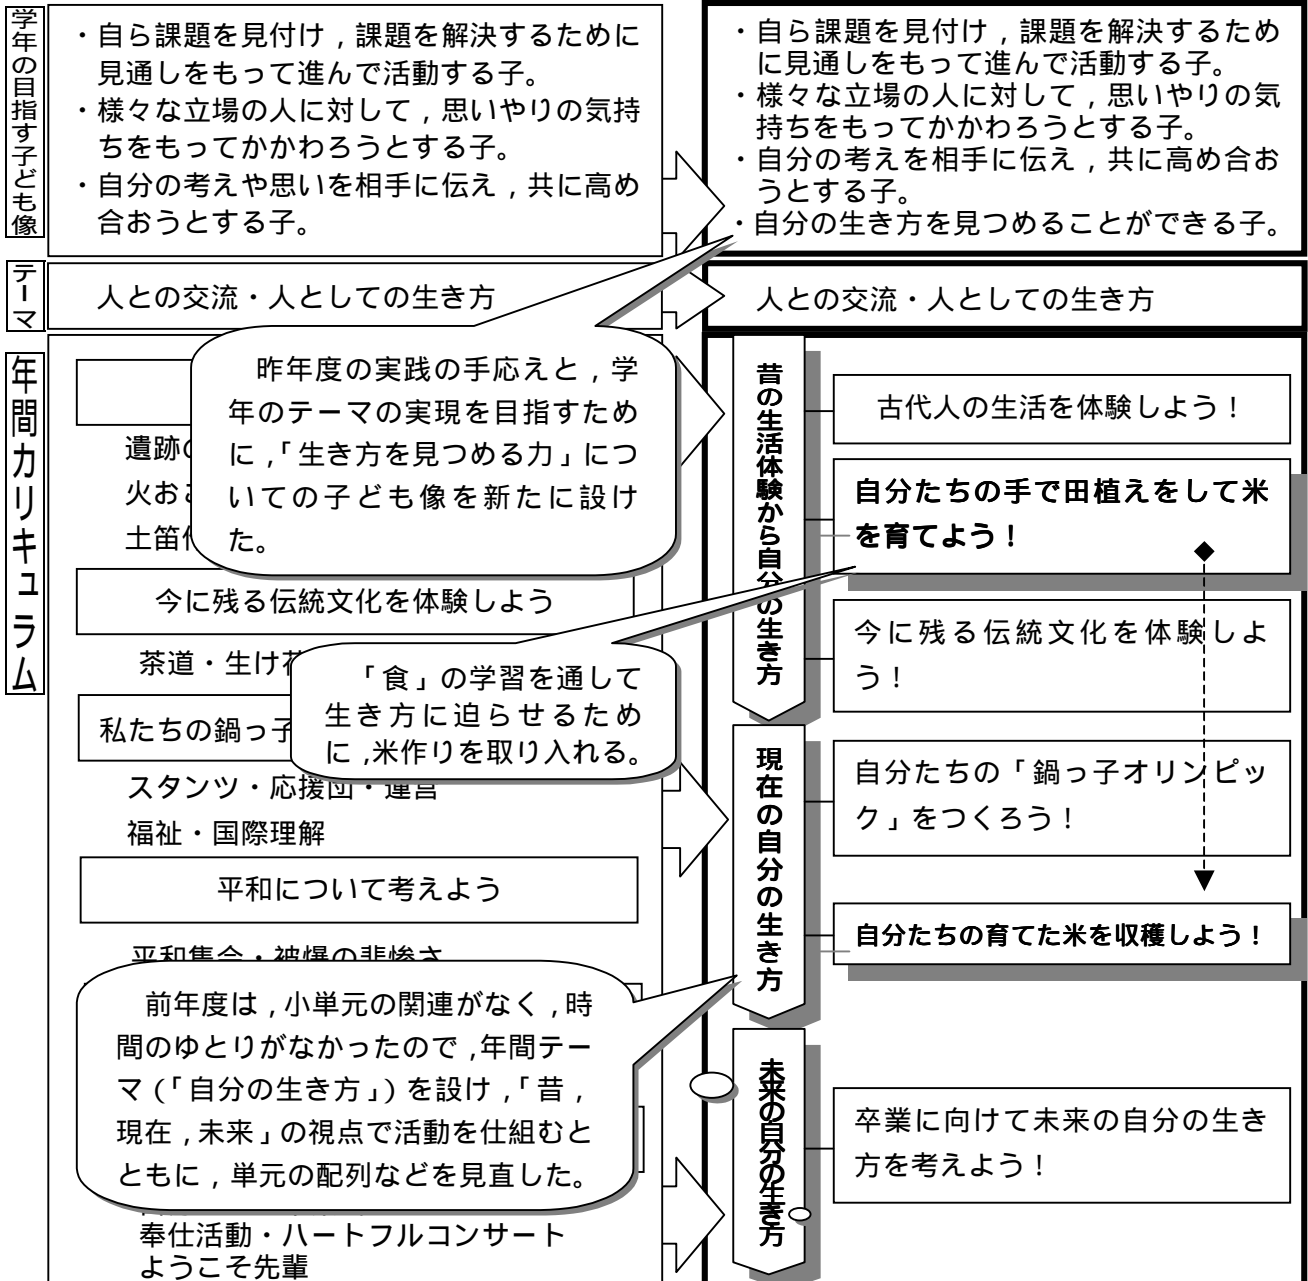 学年の目指す子ども像
・自ら課題を見付け，課題を解決するために
見通しをもって進んで活動する子。
・様々な立場の人に対して，思いやりの気持
ちをもってかかわろうとする子。
・自分の考えや思いを相手に伝え，共に高め
合おうとする子。
・自ら課題を見付け，課題を解決するため
に見通しをもって進んで活動する子。
・様々な立場の人に対して，思いやりの気
持ちをもってかかわろうとする子。
・自分の考えを相手に伝え，共に高め合お
うとする子。
・自分の生き方を見つめることができる子。
テーマ
人との交流・人としての生き方
人との交流・人としての生き方
年間カリキュラム
昨年度の実践の手応えと，学
年のテーマの実現を目指すため
に，「生き方を見つめる力」につ
いての子ども像を新たに設け
た。
遺跡の
火おこ
土笛作
今に残る伝統文化を体験しよう
茶道・生け花
私たちの鍋っ子
「食」の学習を通して
生き方に迫らせるため
に，米作りを取り入れる。
スタンツ・応援団・運営
福祉・国際理解
平和について考えよう
平和集会・被爆の悲惨さ
前年度は，小単元の関連がなく，時
間のゆとりがなかったので，年間テー
マ（「自分の生き方」）を設け，「昔，
現在，未来」の視点で活動を仕組むと
ともに，単元の配列などを見直した。
奉仕活動・ハートフルコンサート
ようこそ先輩
昔の生活体験から自分の生き方
古代人の生活を体験しよう！
自分たちの手で田植えをして米
を育てよう！
今に残る伝統文化を体験しよ
う！
現在の自分の生き方
自分たちの「鍋っ子オリンピッ
ク」をつくろう！
自分たちの育てた米を収穫しよう！
未来の自分の生き方
卒業に向けて未来の自分の生き
方を考えよう！